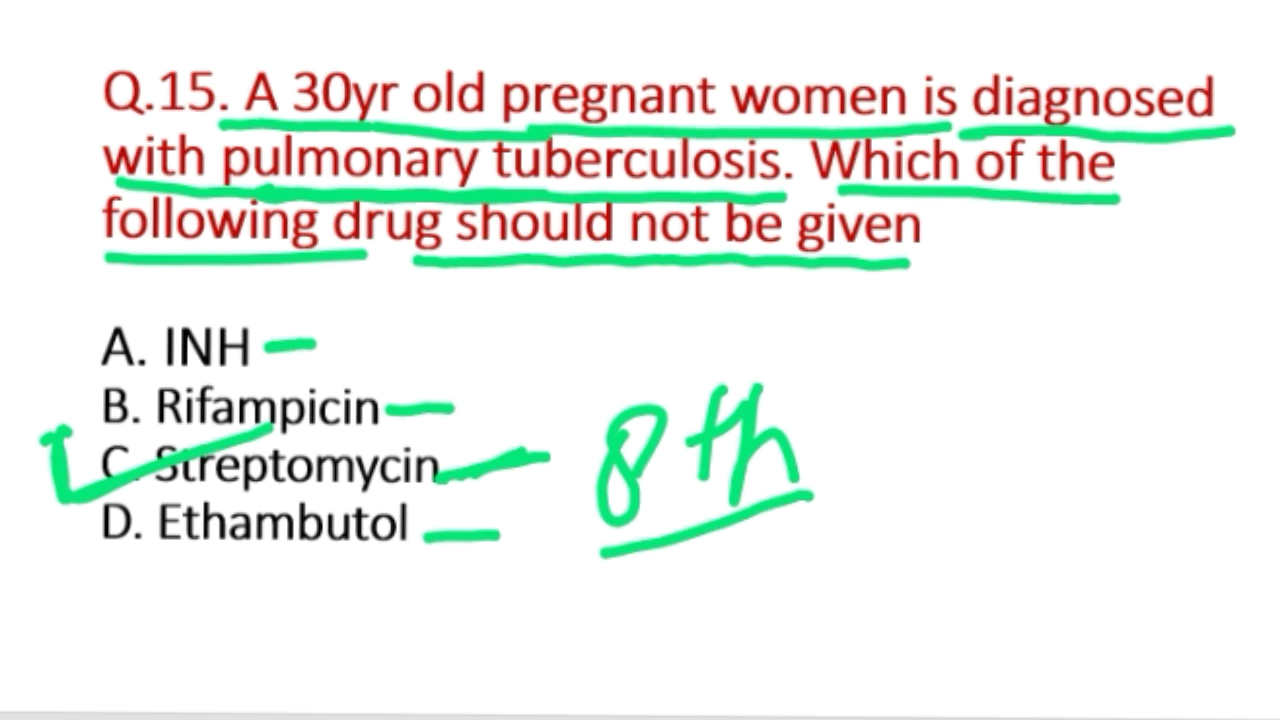 Q.15. A 30yr old pregnant women is diagnosed
with pulmonary tuberculosis. Which of the
following drug should not be given
A. INH
B. Rifampicin
C. Streptomycin
D. Ethambutol
8th